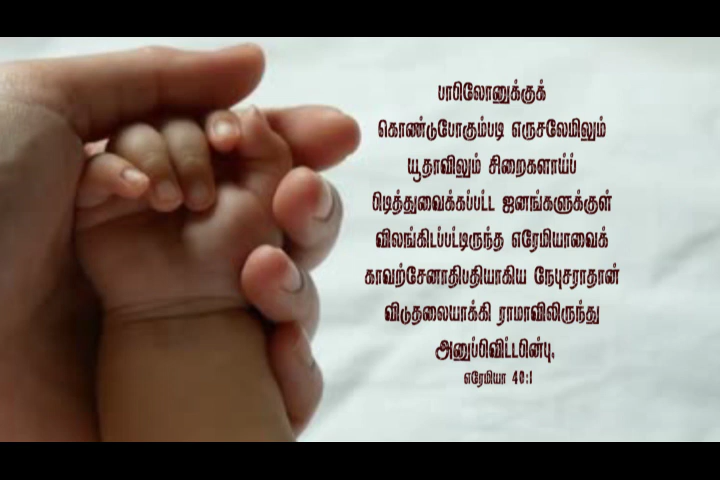 பாபிலோனுக்குக்
கொண்டுபோகும்படி எருசலேமிலும்
யூதாவிலும் சிறைகளாய்ப்
பிடித்துவைக்கப்பட்ட ஜனங்களுக்குள்
விலங்கிடப்பட்டிருந்த எரேமியாவைக்
காவற்சேனாதிபதியாகிய நேபுசராதான்
விடுதலையாக்கி ராமாவிலிருந்து
அனுப்பிவிட்டபின்பு,
எரேமியா 40:1